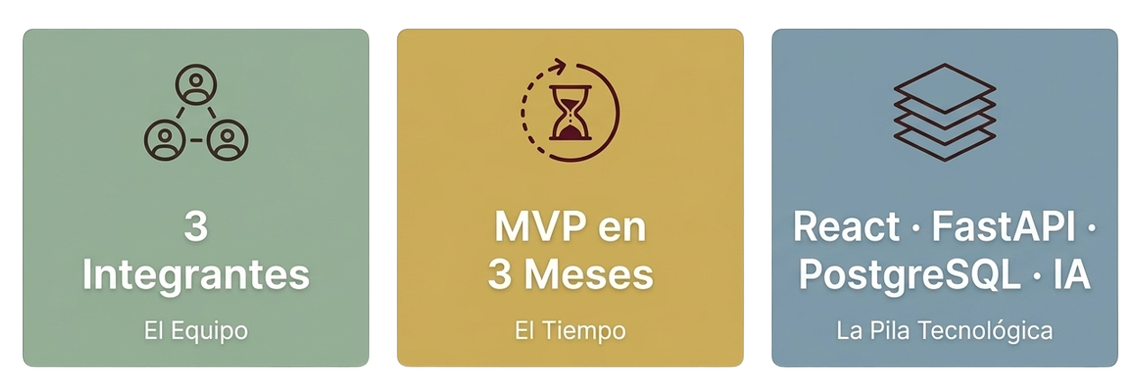 3
Integrantes
El Equipo
MVP en
3 Meses
El Tiempo
React · FastAPI ·
PostgreSQL · IA
La Pila Tecnológica